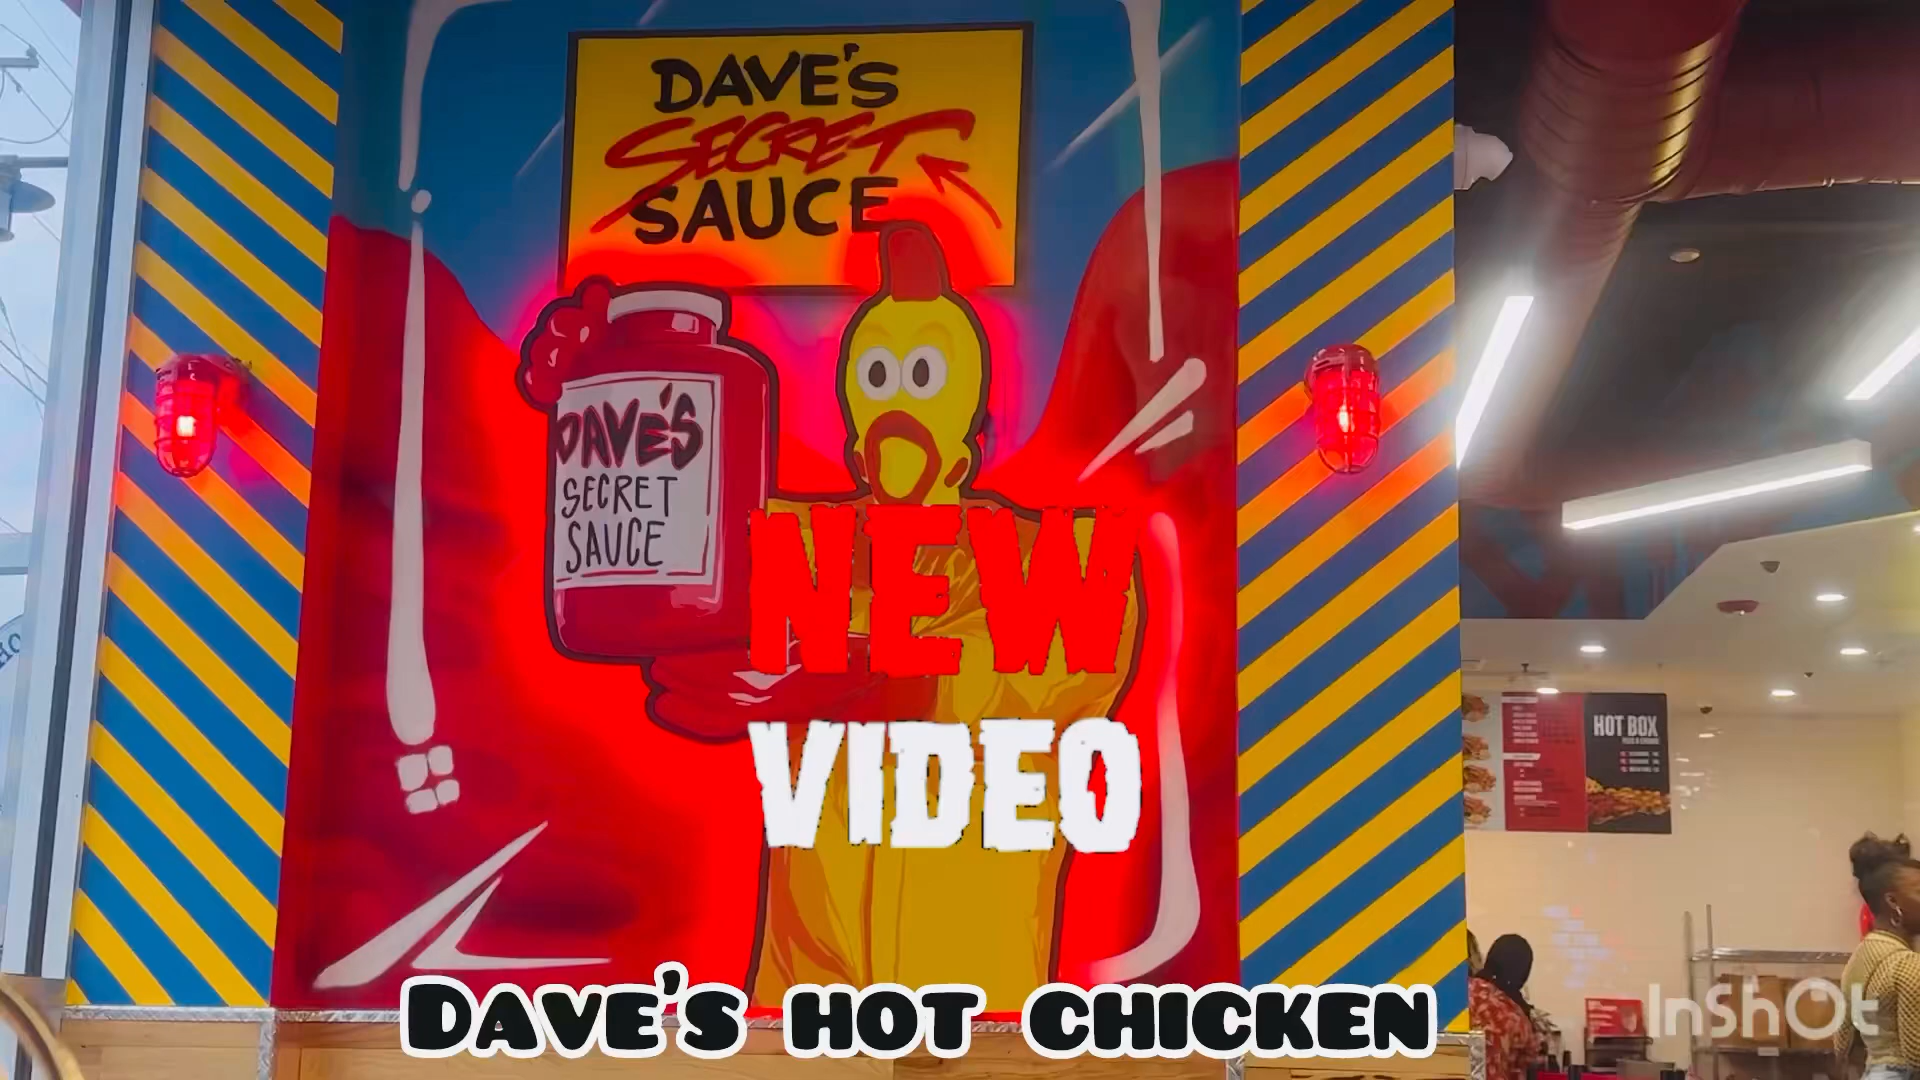 DAVE'S
SECRET
SAUCE
DAVE'S
SECRET
SAUCE
NEW
VIDEO
HOT BOX
DAVE'S HOT CHICKEN
InShOt